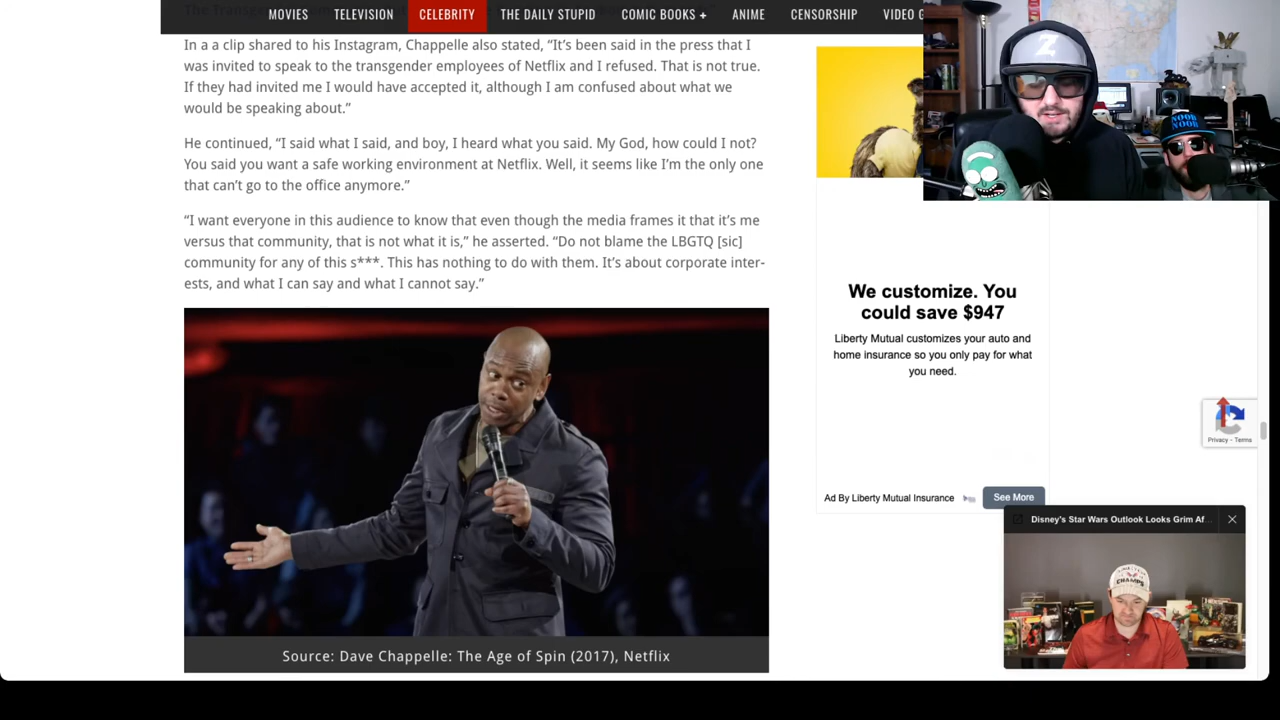 MOVIES TELEVISION CELEBRITY THE DAILY STUPID COMIC BOOKS + ANIME CENSORSHIP VIDEO G
In a a clip shared to his Instagram, Chappelle also stated, “It’s been said in the press that I
was invited to speak to the transgender employees of Netflix and I refused. That is not true.
If they had invited me I would have accepted it, although I am confused about what we
would be speaking about.”
He continued, “I said what I said, and boy, I heard what you said. My God, how could I not?
You said you want a safe working environment at Netflix. Well, it seems like I’m the only one
that can’t go to the office anymore.”
“I want everyone in this audience to know that even though the media frames it that it’s me
versus that community, that is not what it is,” he asserted. “Do not blame the LBGTQ [sic]
community for any of this s***. This has nothing to do with them. It’s about corporate inter-
ests, and what I can say and what I cannot say.”
Source: Dave Chappelle: The Age of Spin (2017), Netflix
Z
NOOB
NOOB
We customize. You
could save $947
Liberty Mutual customizes your auto and
home insurance so you only pay for what
you need.
Ad By Liberty Mutual Insurance
See More
Privacy - Terms
Disney's Star Wars Outlook Looks Grim Af...
CHAMPS